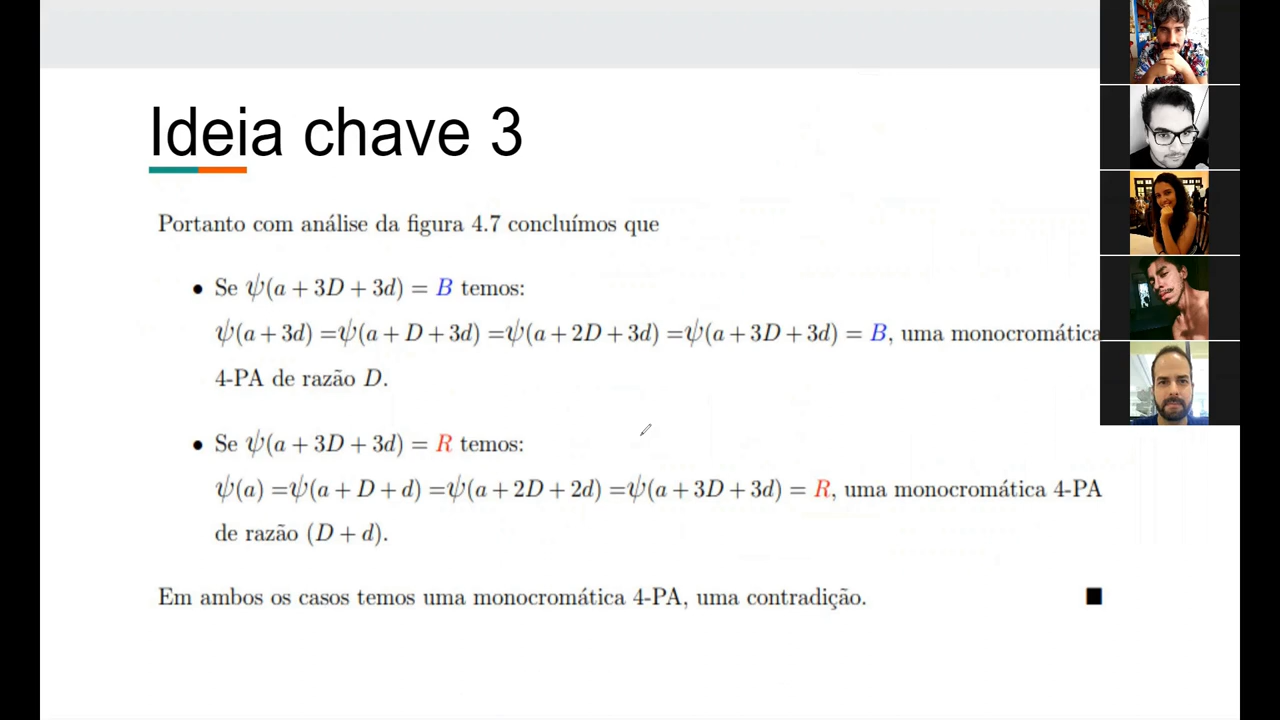 Ideia chave 3
Portanto com análise da figura 4.7 concluímos que
• Se ψ(a + 3D + 3d) = B temos:
ψ(a + 3d) =ψ(a + D + 3d) =ψ(a + 2D + 3d) =ψ(a + 3D + 3d) = B, uma monocromática
4-PA de razão D.
• Se ψ(a + 3D + 3d) = R temos:
ψ(a) =ψ(a + D + d) =ψ(a + 2D + 2d) =ψ(a + 3D + 3d) = R, uma monocromática 4-PA
de razão (D + d).
Em ambos os casos temos uma monocromática 4-PA, uma contradição. ■